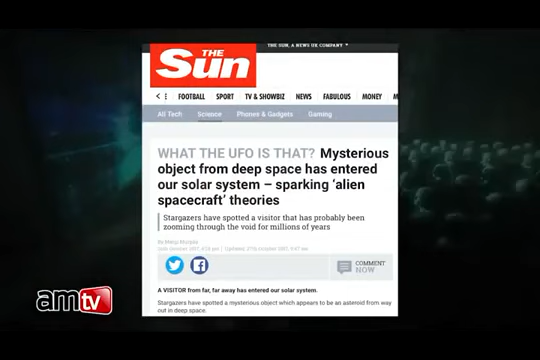 THE SUN, A NEWS UK COMPANY
THE
Sun
FOOTBALL SPORT TV & SHOWBIZ NEWS FABULOUS MONEY
All Tech Science Phones & Gadgets Gaming
WHAT THE UFO IS THAT? Mysterious
object from deep space has entered
our solar system – sparking ‘alien
spacecraft’ theories
Stargazers have spotted a visitor that has probably been
zooming through the void for millions of years
COMMENT
NOW
A VISITOR from far, far away has entered our solar system.
Stargazers have spotted a mysterious object which appears to be an asteroid from way
out in deep space.
amtv